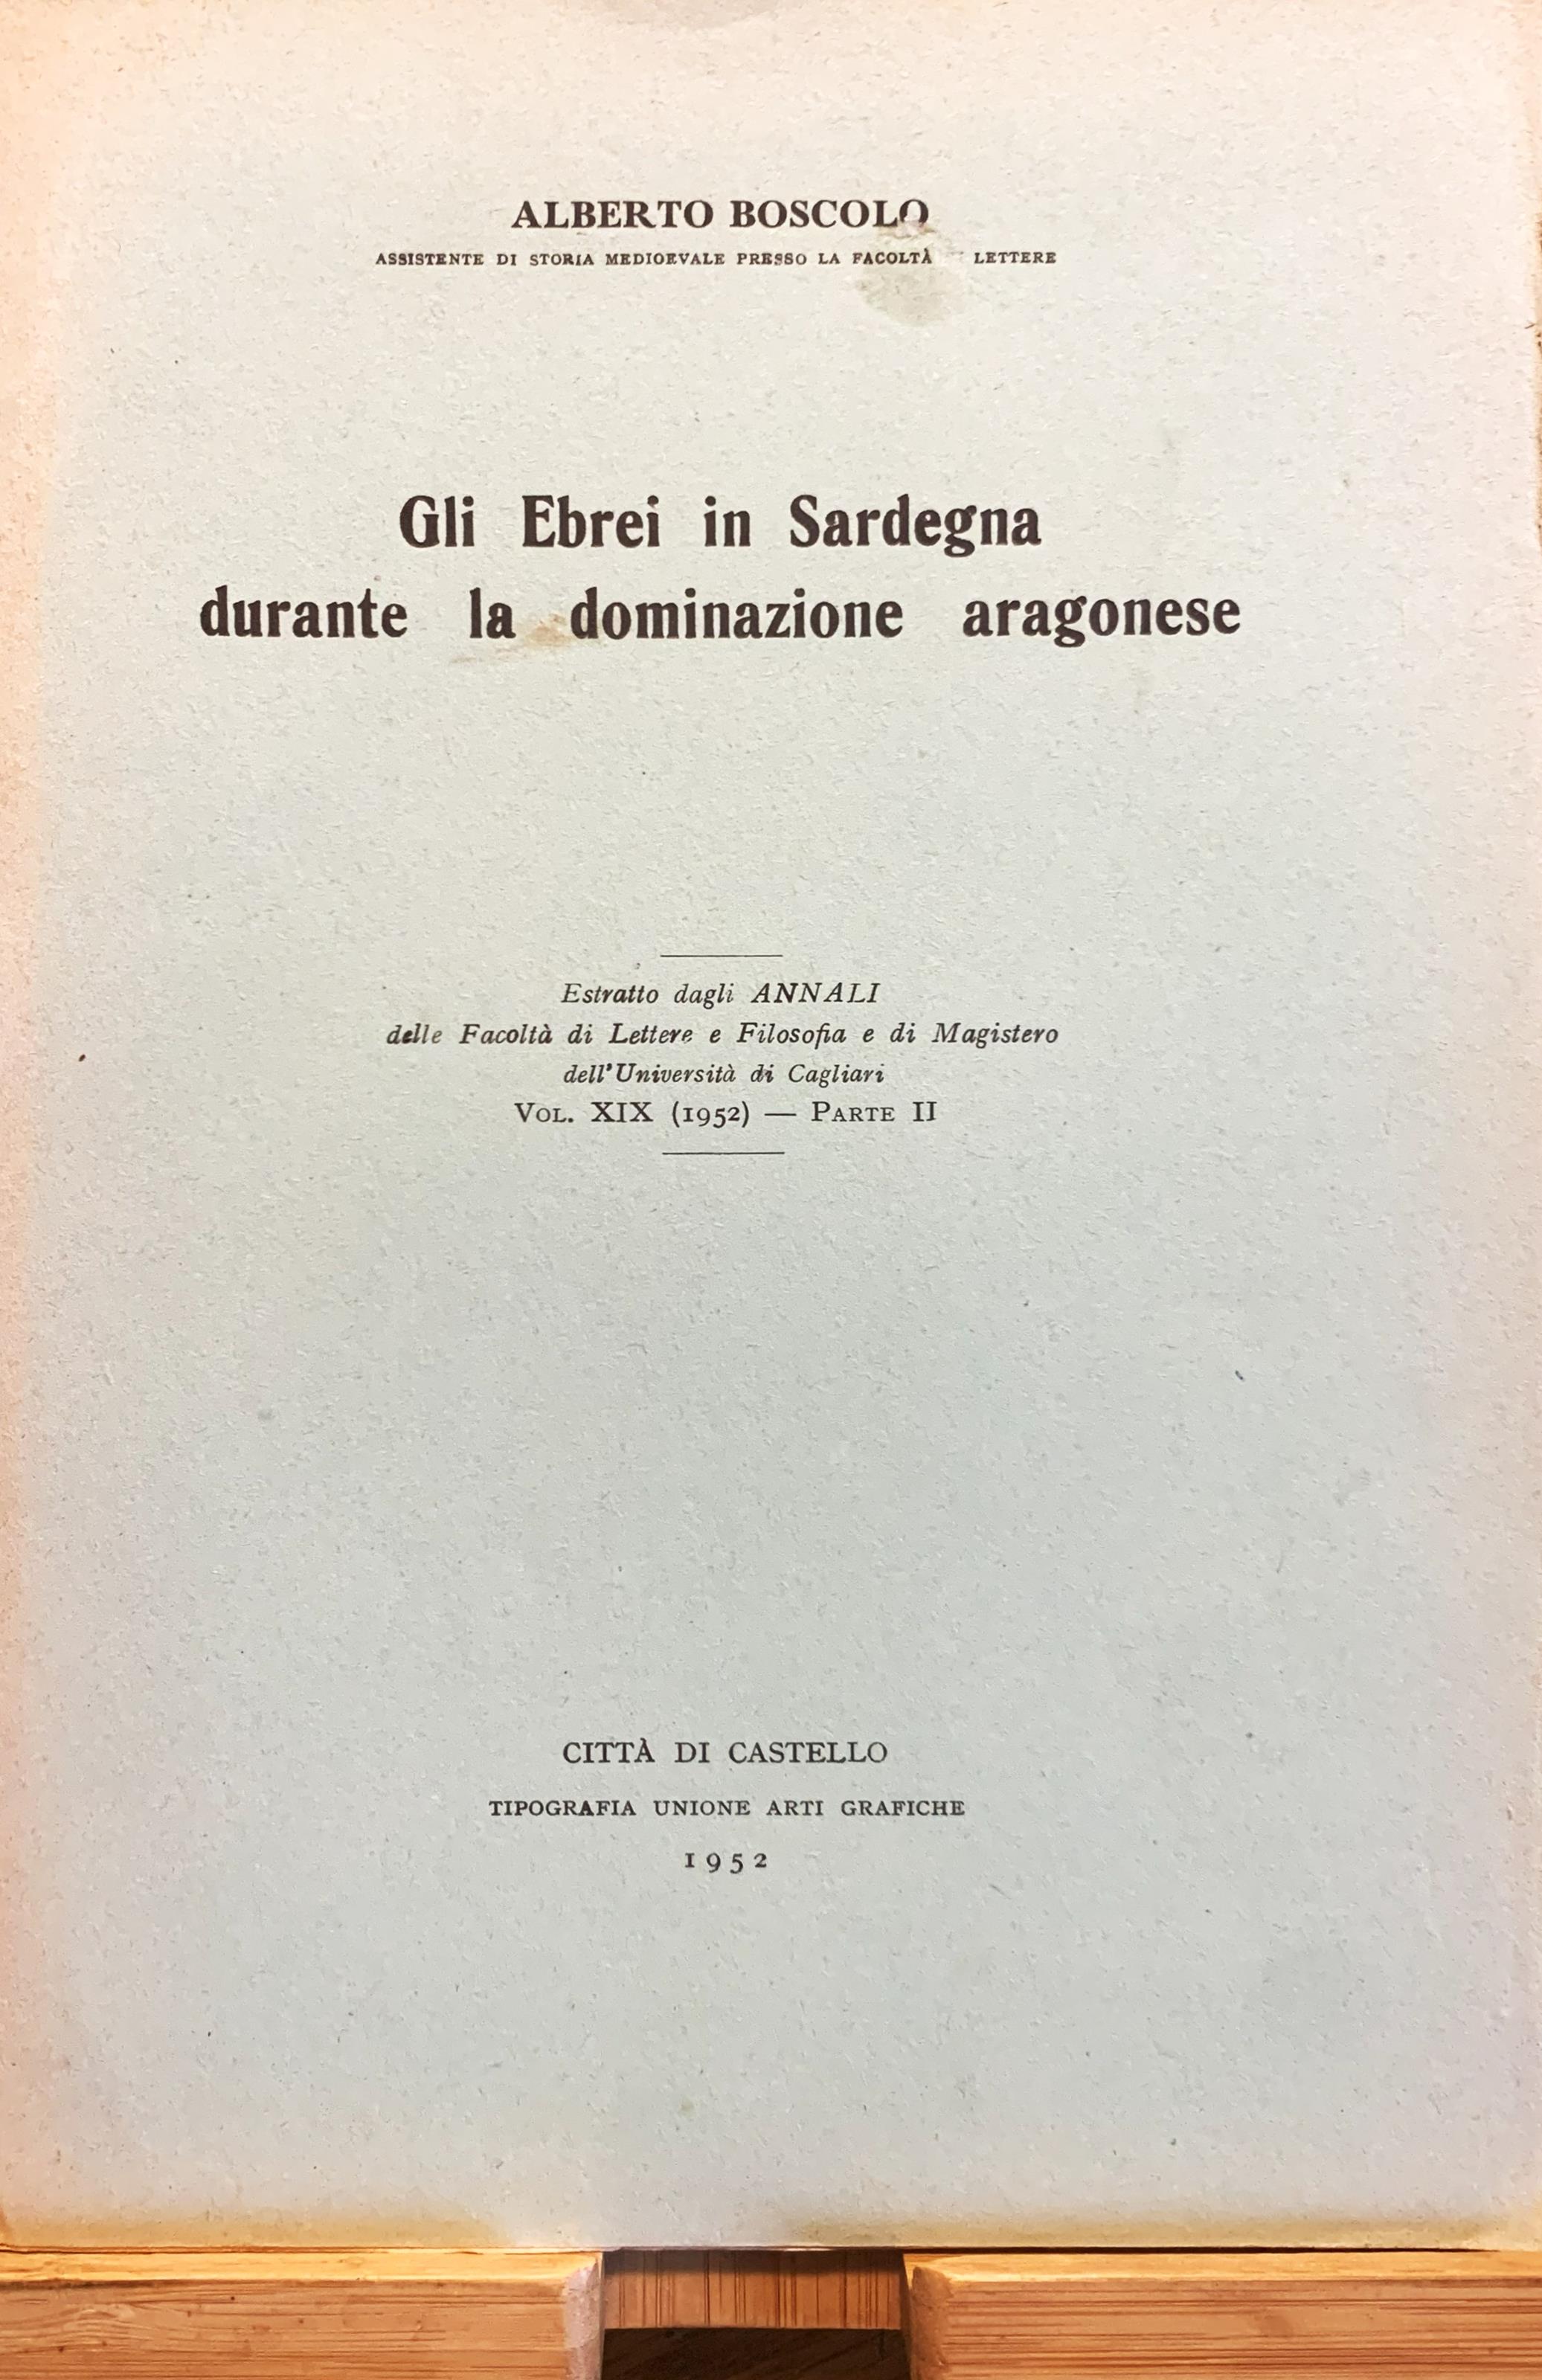 ALBERTO BOSCOLO
ASSISTENTE DI STORIA MEDIOEVALE PRESSO LA FACOLTÀ LETTERE
Gli Ebrei in Sardegna
durante la dominazione aragonese
Estratto dagli ANNALI
delle Facoltà di Lettere e Filosofia e di Magistero
dell'Università di Cagliari
VOL. XIX (1952) — PARTE II
CITTÀ DI CASTELLO
TIPOGRAFIA UNIONE ARTI GRAFICHE
1952